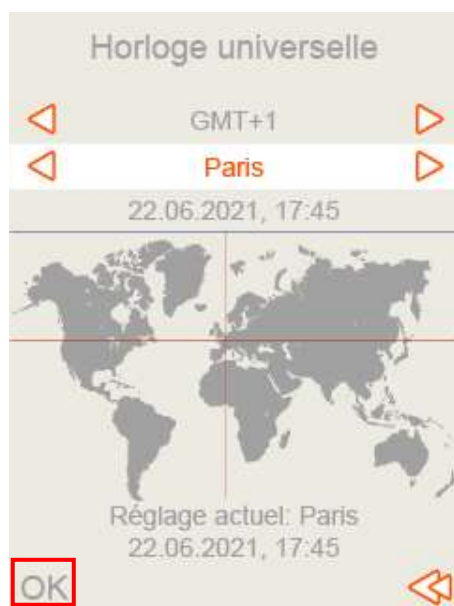 Horloge universelle
GMT+1
Paris
22.06.2021, 17:45
Réglage actuel: Paris
22.06.2021, 17:45
OK